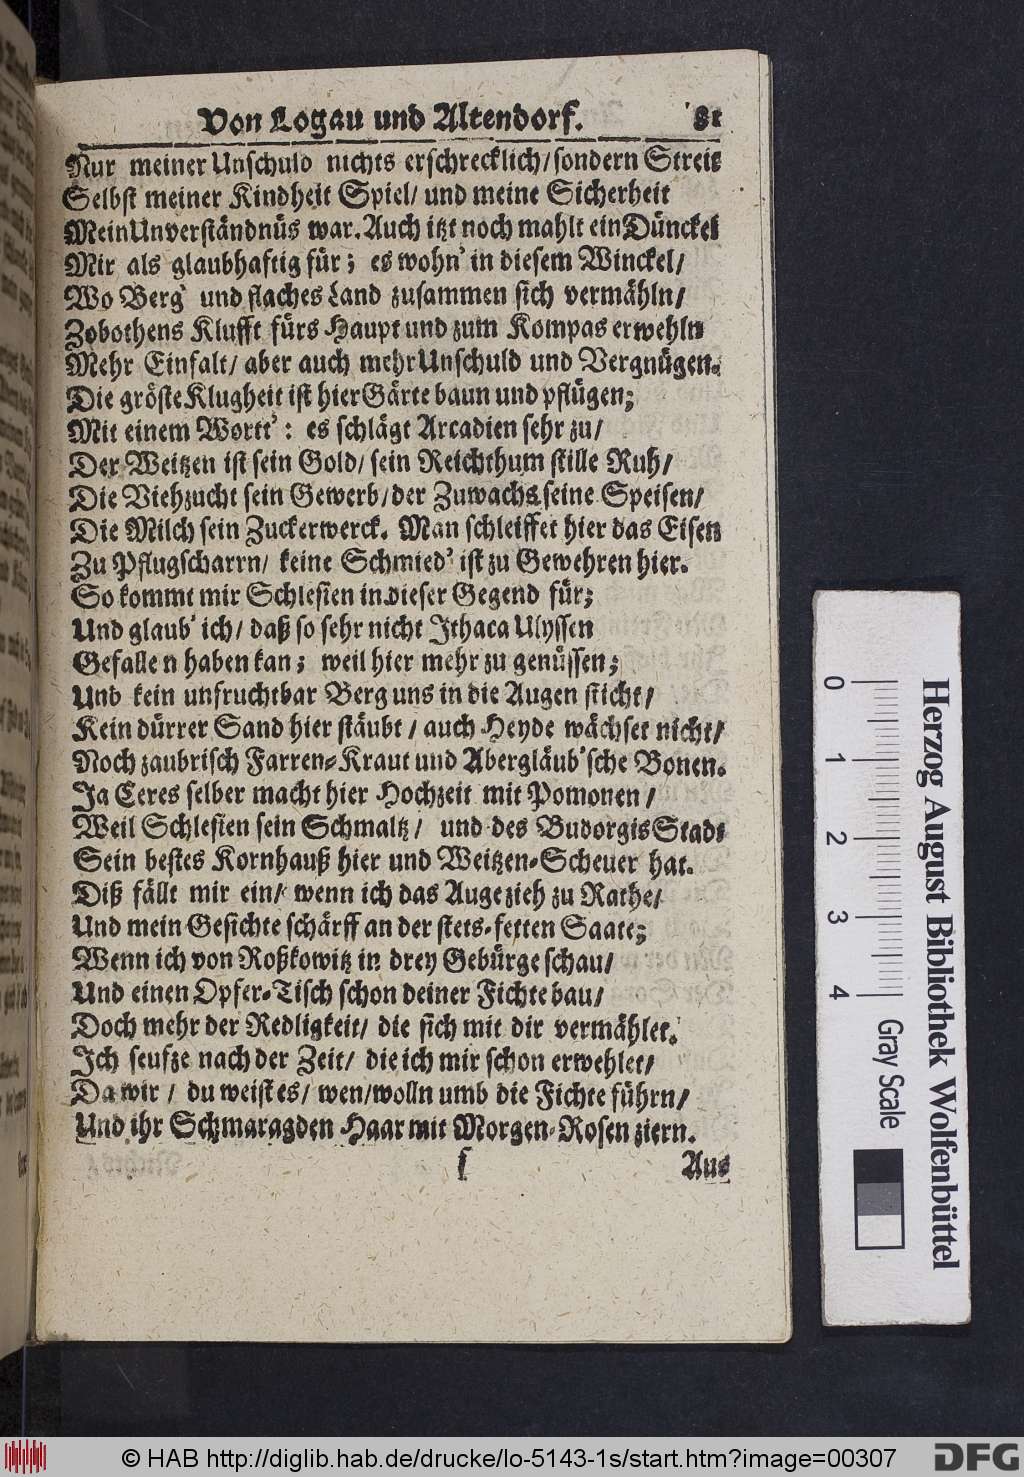 Von Logau und Altendorf. 81
Nur meiner Unschuld nichts erschrecklich/ sondern Streit
Selbst meiner Kindheit Spiel/ und meine Sicherheit
Mein Unverständnüs war. Auch itzt noch mahlt ein Dünckel
Mir als glaubhaftig für; es wohn' in diesem Winckel/
Wo Berg' und flaches Land zusammen sich vermähln/
Zobothens Klufft fürs Haupt und zum Kompas erwehln
Mehr Einfalt/ aber auch mehr Unschuld und Vergnügen.
Die gröste Klugheit ist hier Gärte baun und pflügen;
Mit einem Wortt': es schlägt Arcadien sehr zu/
Der Weitzen ist sein Gold/ sein Reichthum stille Ruh/
Die Viehzucht sein Gewerb/ der Zuwachs seine Speisen/
Die Milch sein Zuckerwerck. Man schleiffet hier das Eisen
Zu Pflugscharrn/ keine Schmied' ist zu Gewehren hier.
So kommt mir Schlesien in dieser Gegend für;
Und glaub' ich/ daß so sehr nicht Ithaca Ulyssen
Gefallen haben kan; weil hier mehr zu genüssen;
Und kein unfruchtbar Berg uns in die Augen sticht/
Kein dürrer Sand hier stäubt/ auch Heyde wächset nicht/
Noch zaubrisch Farren-Kraut und Abergläub'sche Bonen.
Ja Ceres selber macht hier Hochzeit mit Pomonen/
Weil Schlesien sein Schmaltz/ und des Budorgis Stadt
Sein bestes Kornhauß hier und Weitzen-Scheuer hat.
Diß fällt mir ein/ wenn ich das Auge zieh zu Rathe/
Und mein Gesichte schärff an der stets-fetten Saate;
Wenn ich von Roßkowitz in drey Gebürge schau/
Und einen Opfer-Tisch schon deiner Fichte bau/
Doch mehr der Redligkeit/ die sich mit dir vermählet.
Ich seufze nach der Zeit/ die ich mir schon erwehlet/
Da wir/ du weist es/ wen/ wolln umb die Fichte führn/
Und ihr Schmaragden Haar mit Morgen-Rosen ziern.
f Aus
0 1 2 3 4
Herzog August Bibliothek Wolfenbüttel
Gray Scale
© HAB http://diglib.hab.de/drucke/lo-5143-1s/start.htm?image=00307
DFG